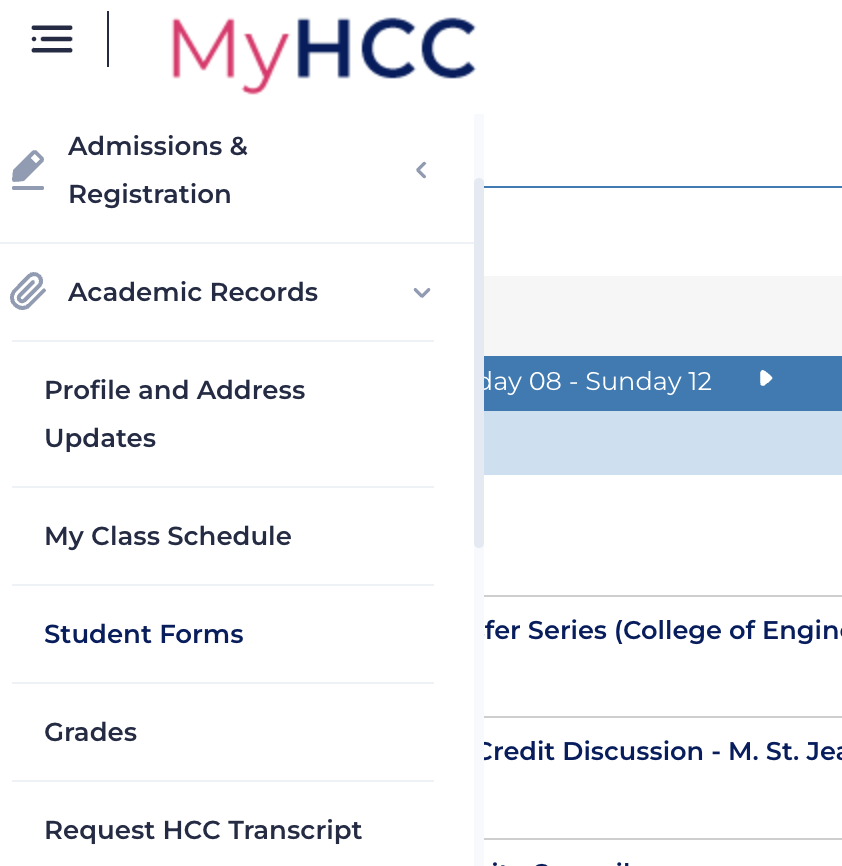 MyHCC
Admissions &
Registration
Academic Records
day 08 - Sunday 12
Profile and Address
Updates
My Class Schedule
Student Forms
fer Series (College of Engin
Grades
Credit Discussion - M. St. Jea
Request HCC Transcript